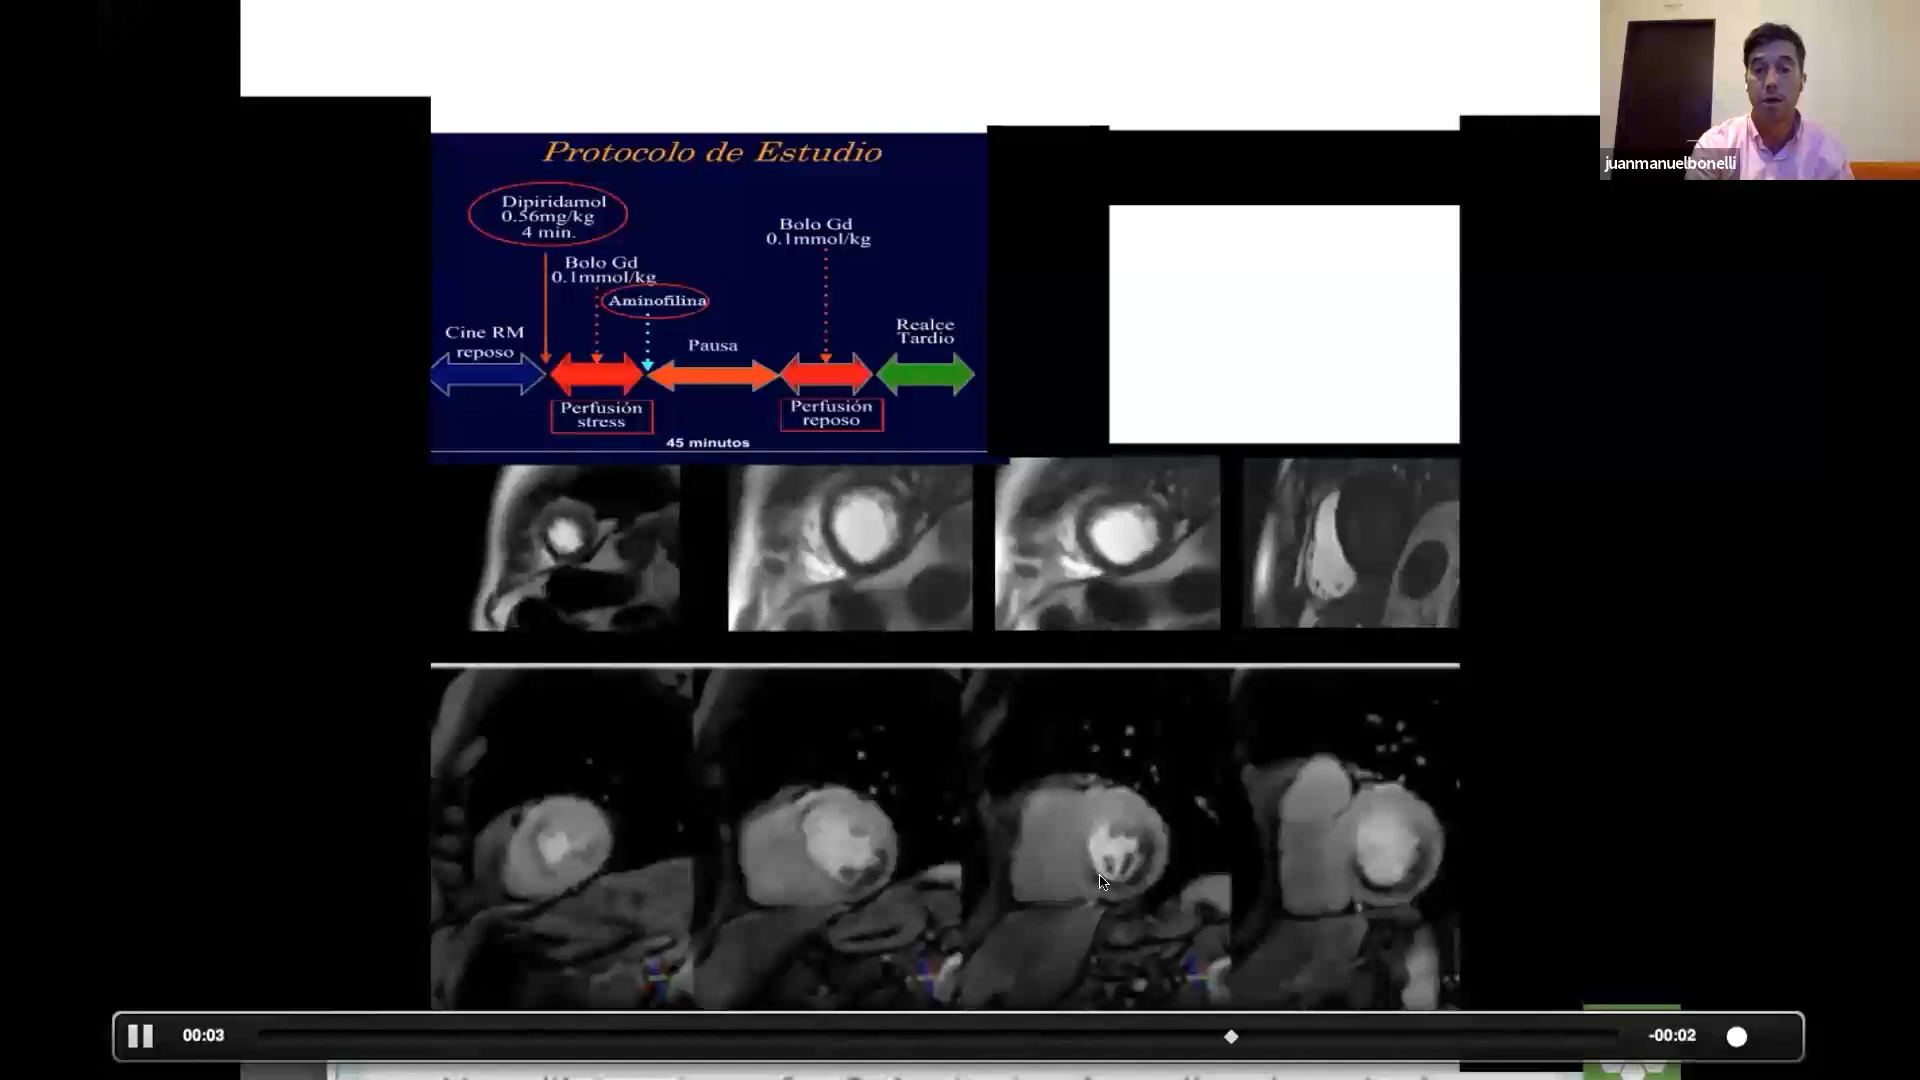 juanmanuelbonelli
Protocolo de Estudio
Dipiridamol
0.56mg/kg
4 min.
Bolo Gd
0.1mmol/kg
Aminofilina
Bolo Gd
0.1mmol/kg
Cine RM
reposo
Pausa
Realce
Tardio
Perfusión
stress
Perfusión
reposo
45 minutos
00:03
-00:02